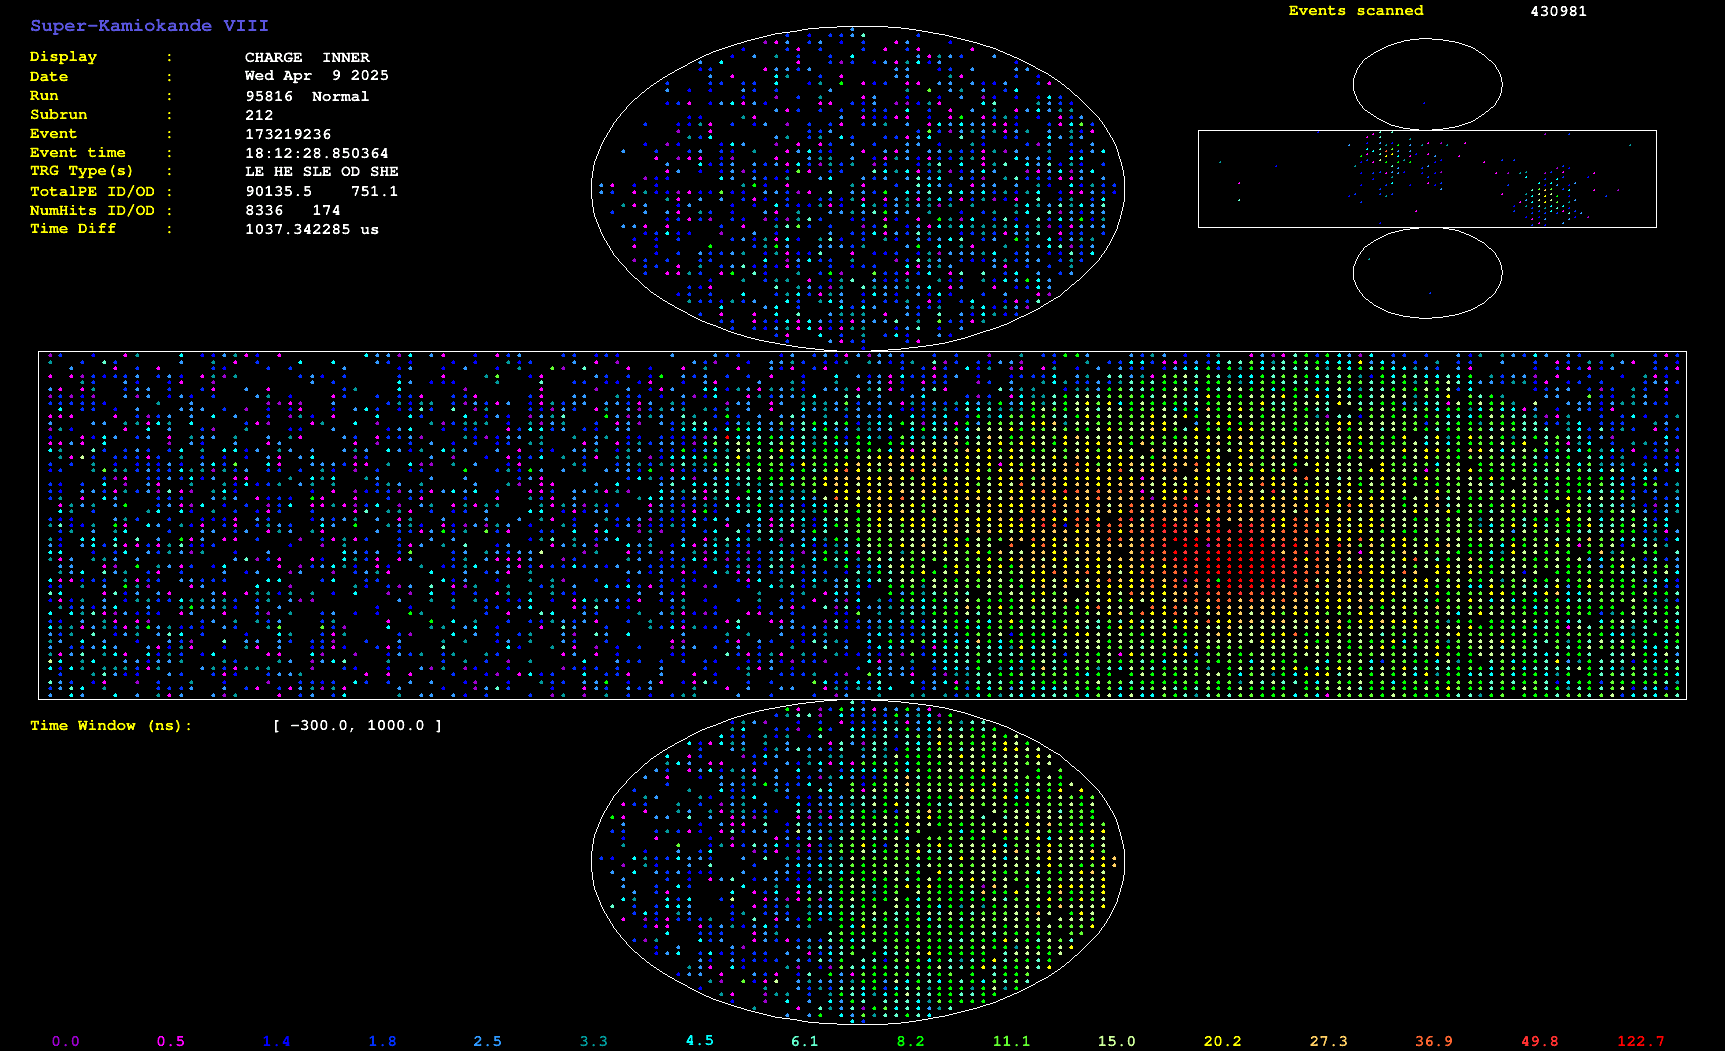 Super-Kamiokande VIII
Events scanned 430981
Display : CHARGE INNER
Date : Wed Apr 9 2025
Run : 95816 Normal
Subrun : 212
Event : 173219236
Event time : 18:12:28.850364
TRG Type(s) : LE HE SLE OD SHE
TotalPE ID/OD : 90135.5 751.1
NumHits ID/OD : 8336 174
Time Diff : 1037.342285 us
Time Window (ns): [ -300.0, 1000.0 ]
0.0 0.5 1.4 1.8 2.5 3.3 4.5 6.1 8.2 11.1 15.0 20.2 27.3 36.9 49.8 122.7